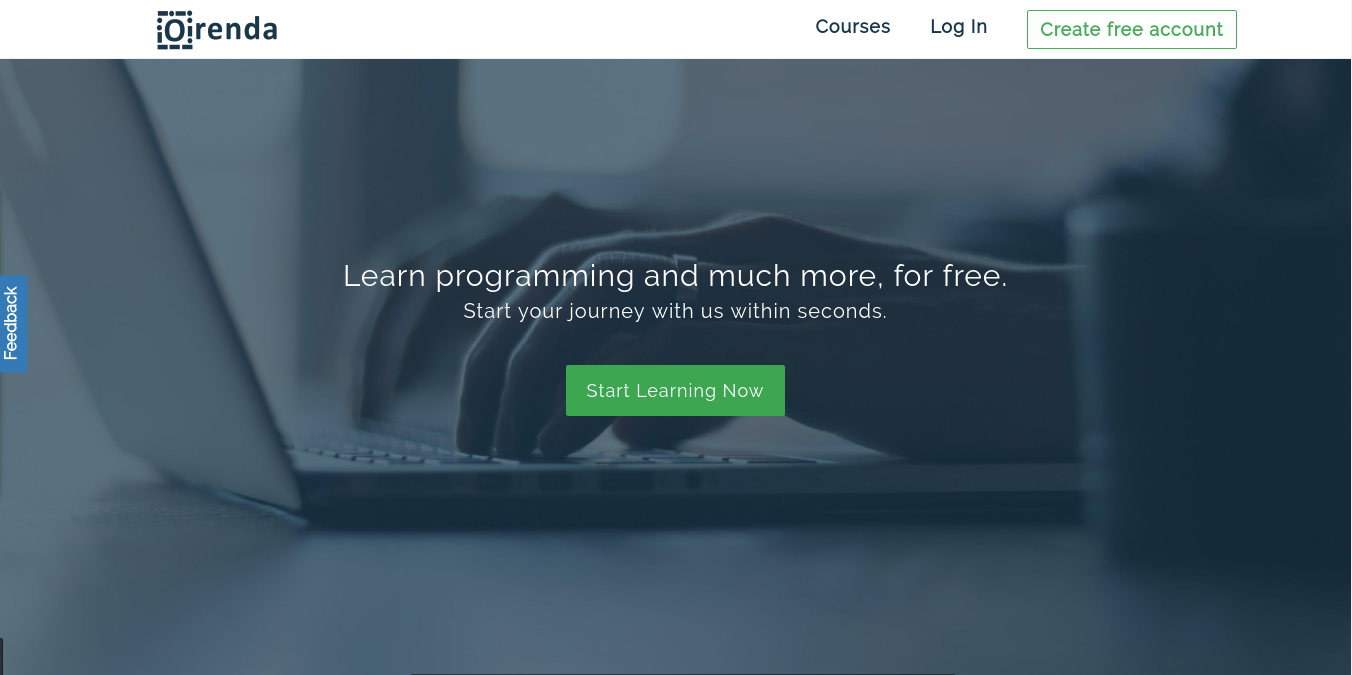 Orenda
Courses
Log In
Create free account
Learn programming and much more, for free.
Start your journey with us within seconds.
Start Learning Now
Feedback